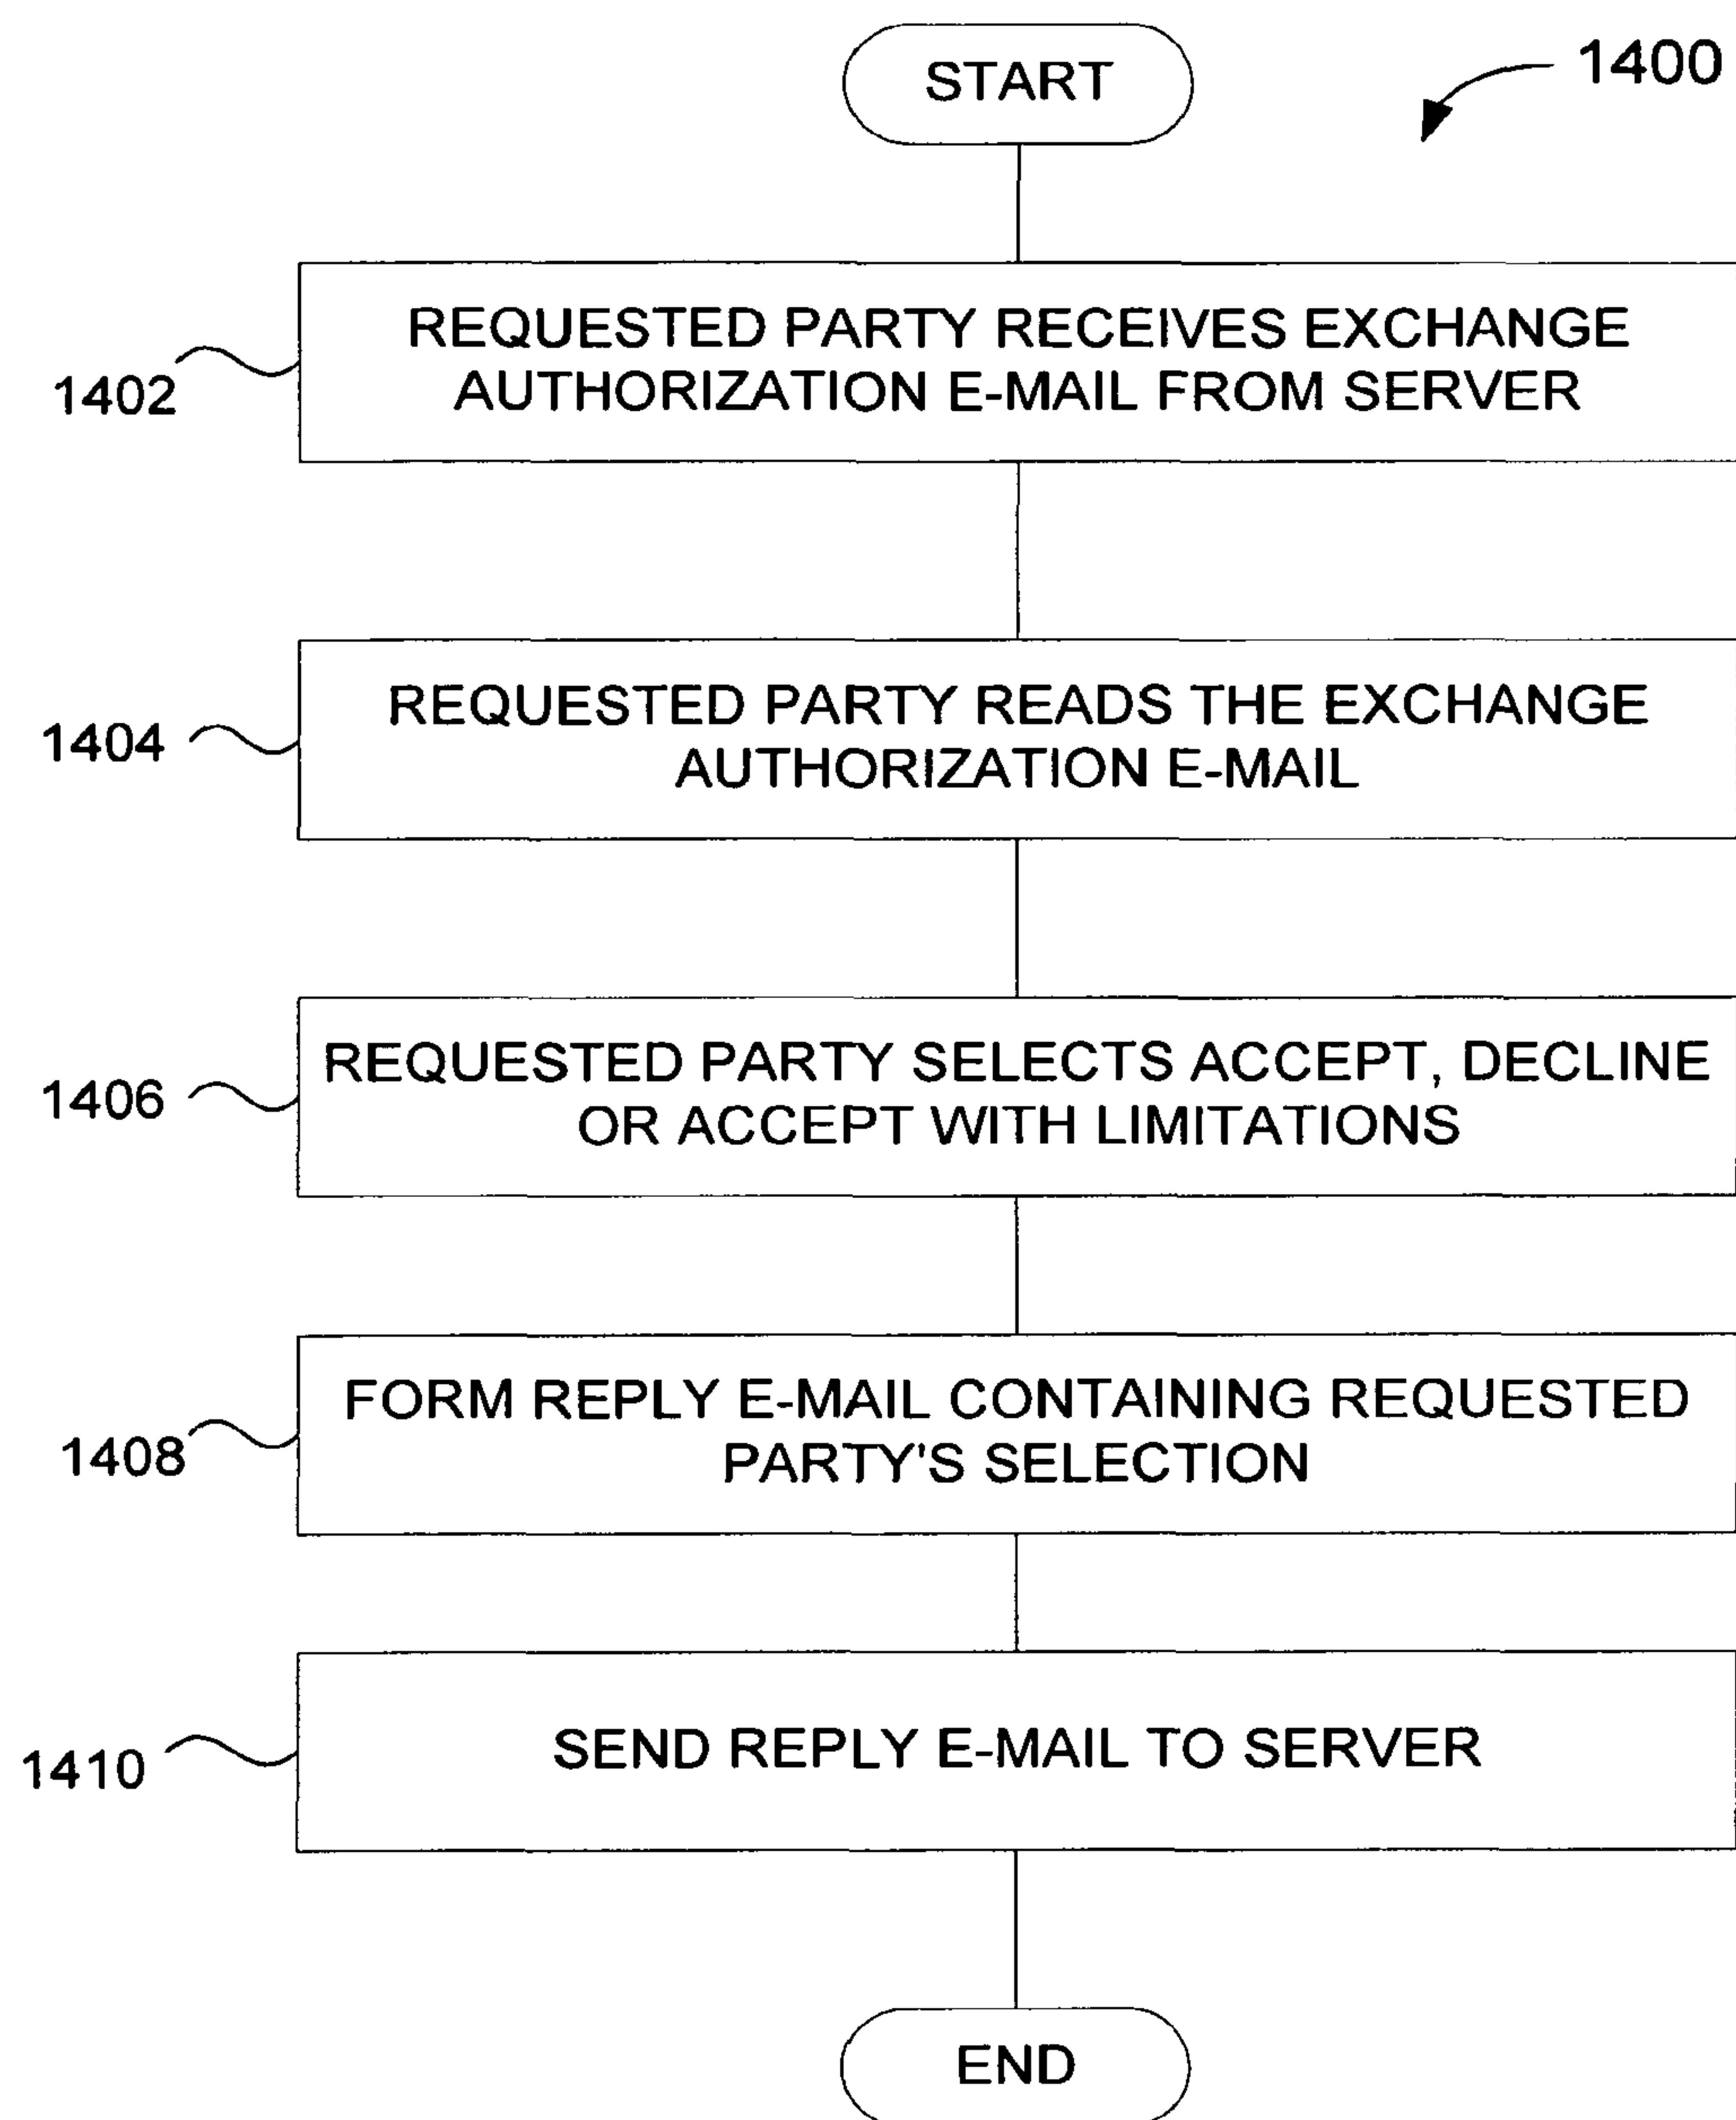 START
1400
REQUESTED PARTY RECEIVES EXCHANGE
AUTHORIZATION E-MAIL FROM SERVER
1402
REQUESTED PARTY READS THE EXCHANGE
AUTHORIZATION E-MAIL
1404
REQUESTED PARTY SELECTS ACCEPT, DECLINE
OR ACCEPT WITH LIMITATIONS
1406
FORM REPLY E-MAIL CONTAINING REQUESTED
PARTY'S SELECTION
1408
SEND REPLY E-MAIL TO SERVER
1410
END